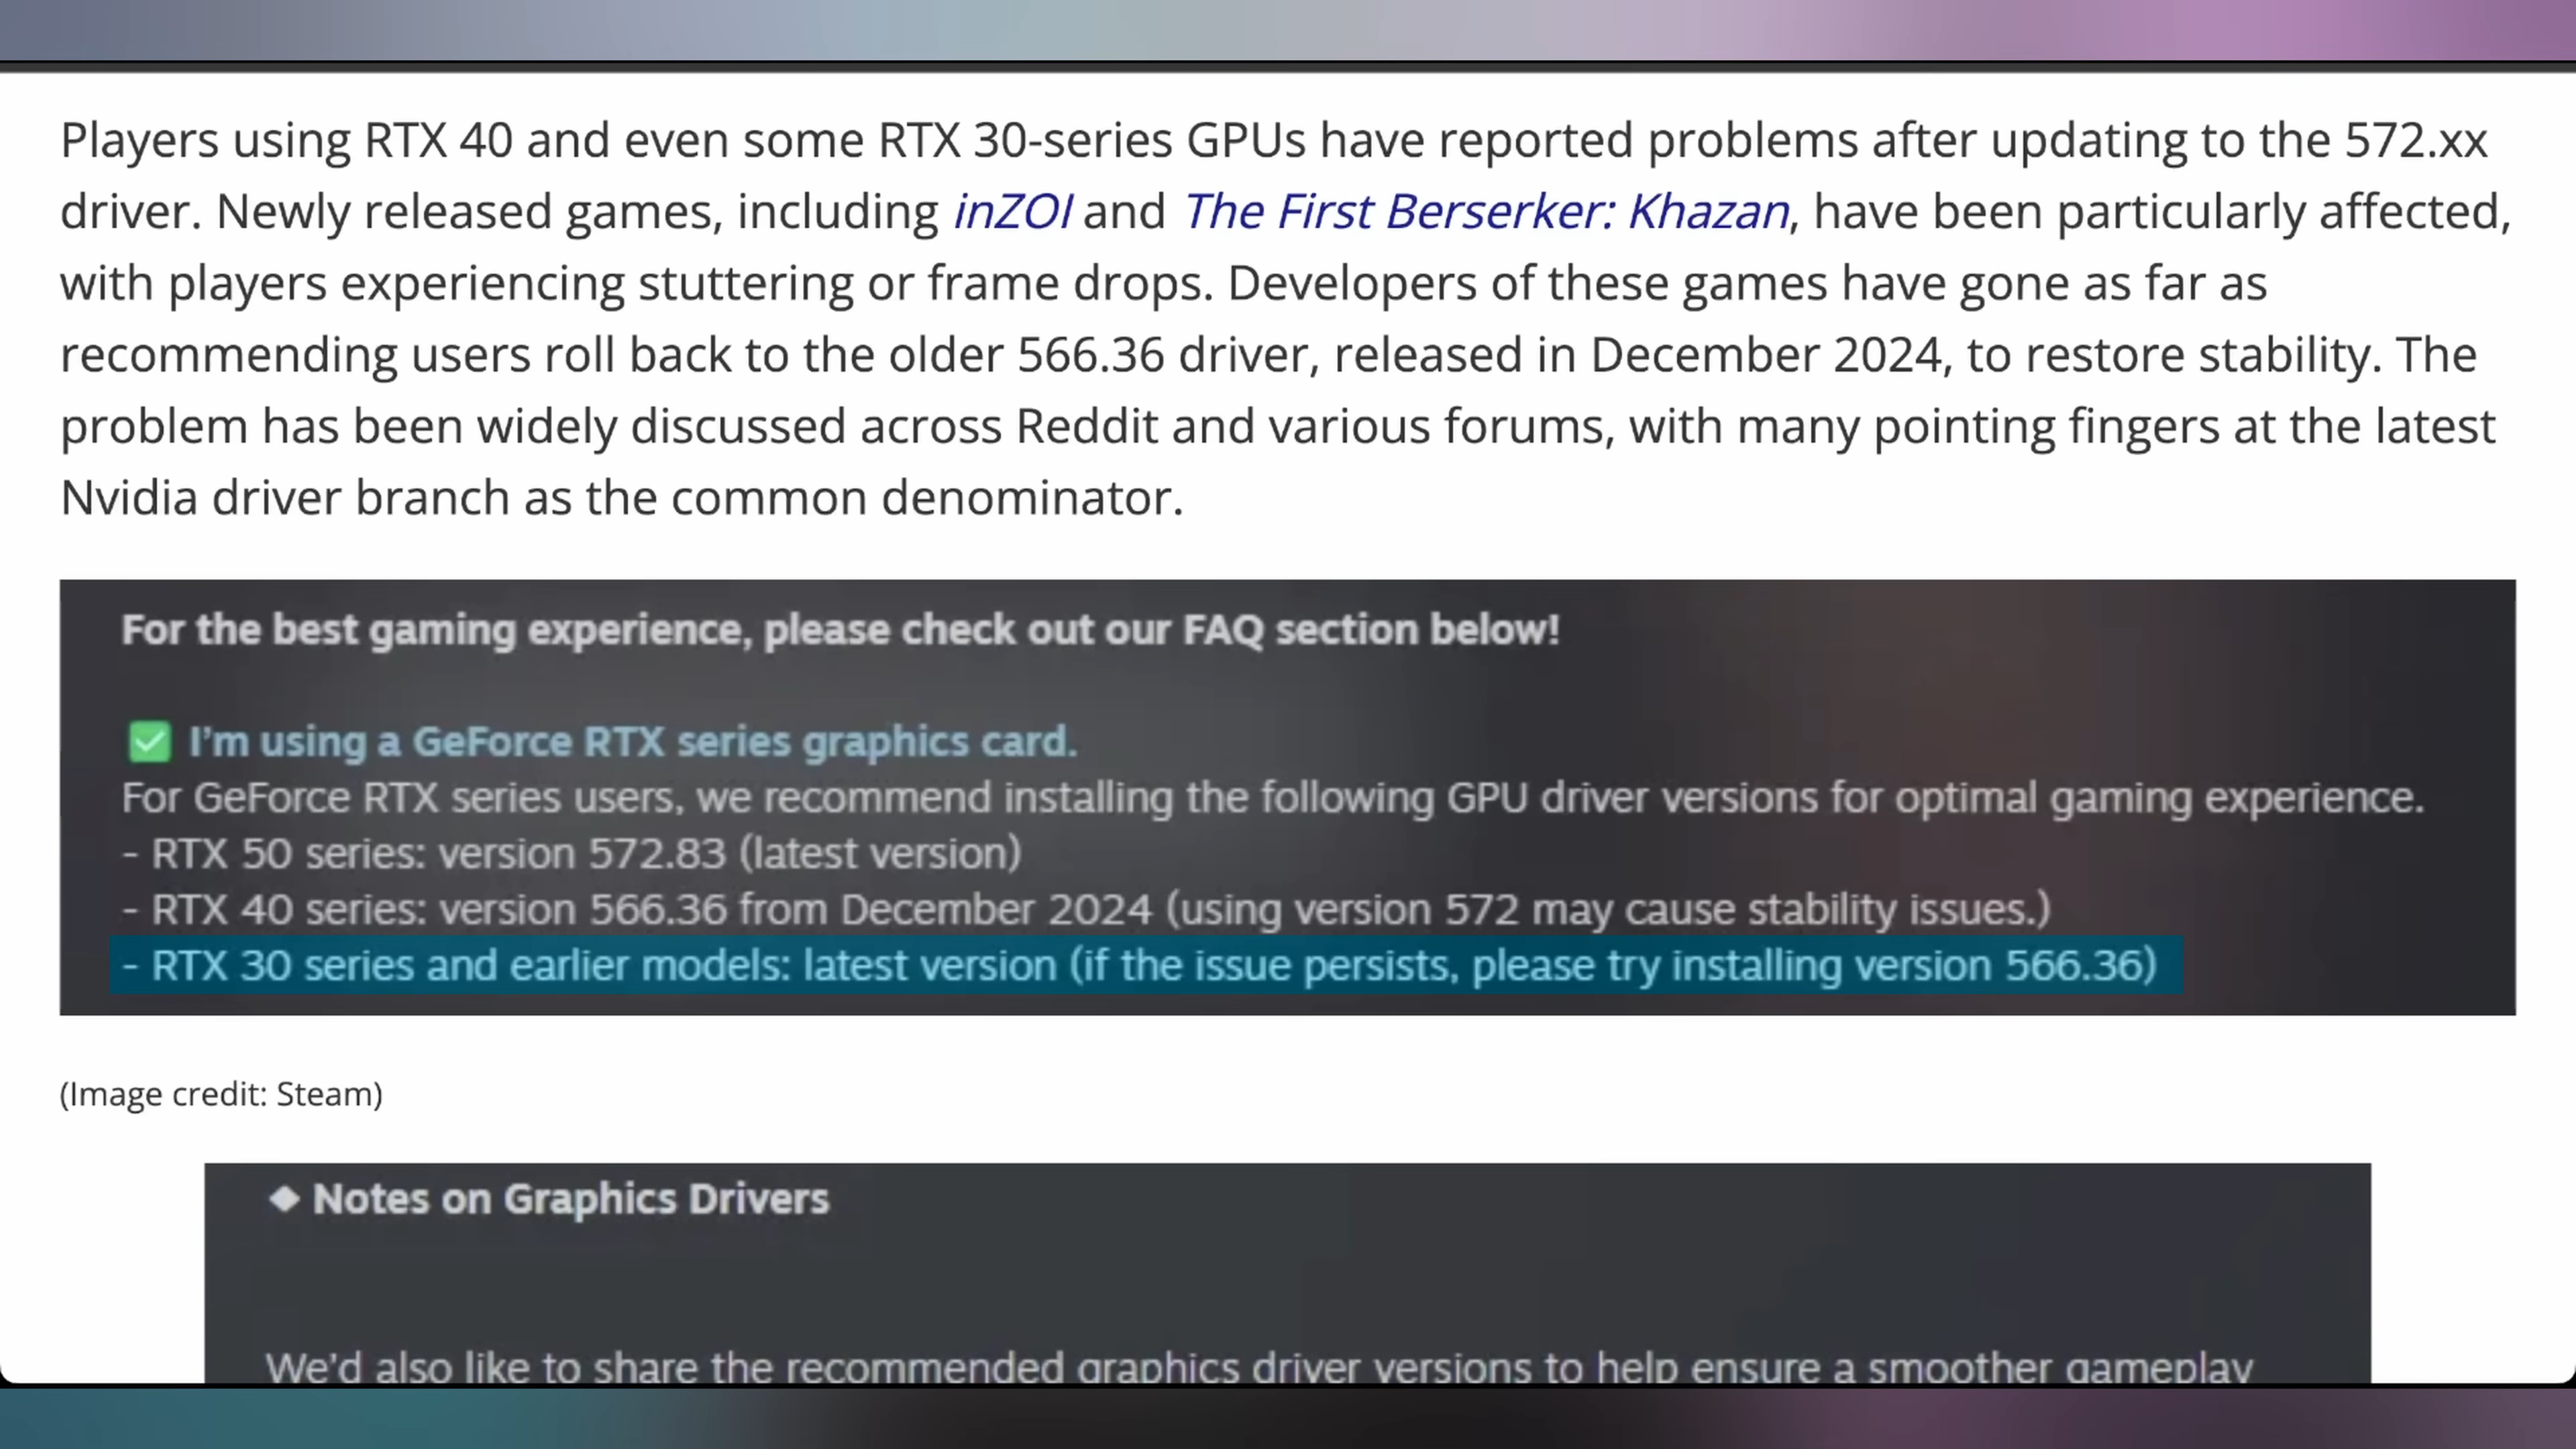 Players using RTX 40 and even some RTX 30-series GPUs have reported problems after updating to the 572.xx
driver. Newly released games, including inZOI and The First Berserker: Khazan, have been particularly affected,
with players experiencing stuttering or frame drops. Developers of these games have gone as far as
recommending users roll back to the older 566.36 driver, released in December 2024, to restore stability. The
problem has been widely discussed across Reddit and various forums, with many pointing fingers at the latest
Nvidia driver branch as the common denominator.
For the best gaming experience, please check out our FAQ section below!
✅ I'm using a GeForce RTX series graphics card.
For GeForce RTX series users, we recommend installing the following GPU driver versions for optimal gaming experience.
- RTX 50 series: version 572.83 (latest version)
- RTX 40 series: version 566.36 from December 2024 (using version 572 may cause stability issues.)
- RTX 30 series and earlier models: latest version (if the issue persists, please try installing version 566.36)
(Image credit: Steam)
◆ Notes on Graphics Drivers
We'd also like to share the recommended graphics driver versions to help ensure a smoother gameplay